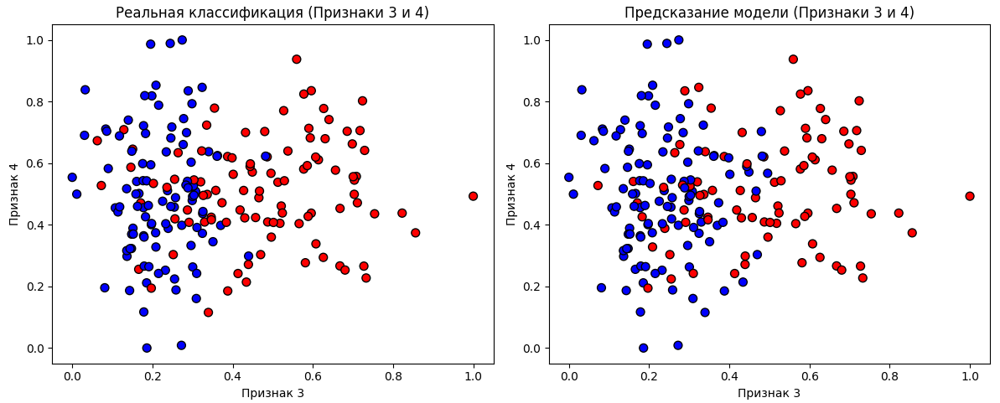 Реальная классификация (Признаки 3 и 4)
1.0
0.8
0.6
0.4
0.2
0.0
Признак 4
0.0 0.2 0.4 0.6 0.8 1.0
Признак 3
Предсказание модели (Признаки 3 и 4)
1.0
0.8
0.6
0.4
0.2
0.0
Признак 4
0.0 0.2 0.4 0.6 0.8 1.0
Признак 3